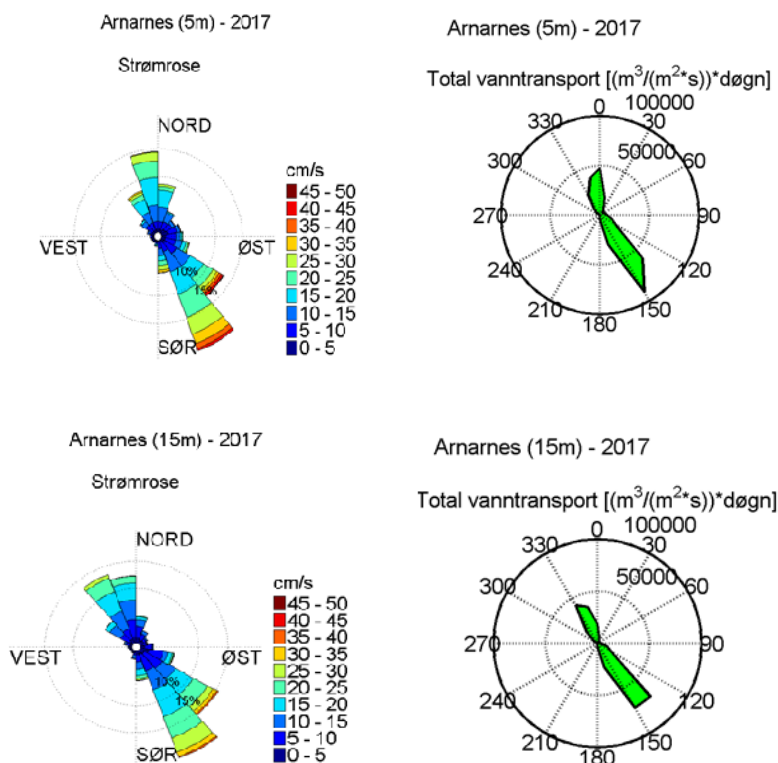 Arnarnes (5m) - 2017
Strømrose
NORD
VEST
ØST
SØR
10%
15%
cm/s
45 - 50
40 - 45
35 - 40
30 - 35
25 - 30
20 - 25
15 - 20
10 - 15
5 - 10
0 - 5
Arnarnes (5m) - 2017
Total vanntransport [(m³/(m²*s))*døgn]
0
100000
30
50000
60
90
120
150
180
210
240
270
300
330
Arnarnes (15m) - 2017
Strømrose
NORD
VEST
ØST
SØR
10%
15%
cm/s
45 - 50
40 - 45
35 - 40
30 - 35
25 - 30
20 - 25
15 - 20
10 - 15
5 - 10
0 - 5
Arnarnes (15m) - 2017
Total vanntransport [(m³/(m²*s))*døgn]
0
100000
30
50000
60
90
120
150
180
210
240
270
300
330